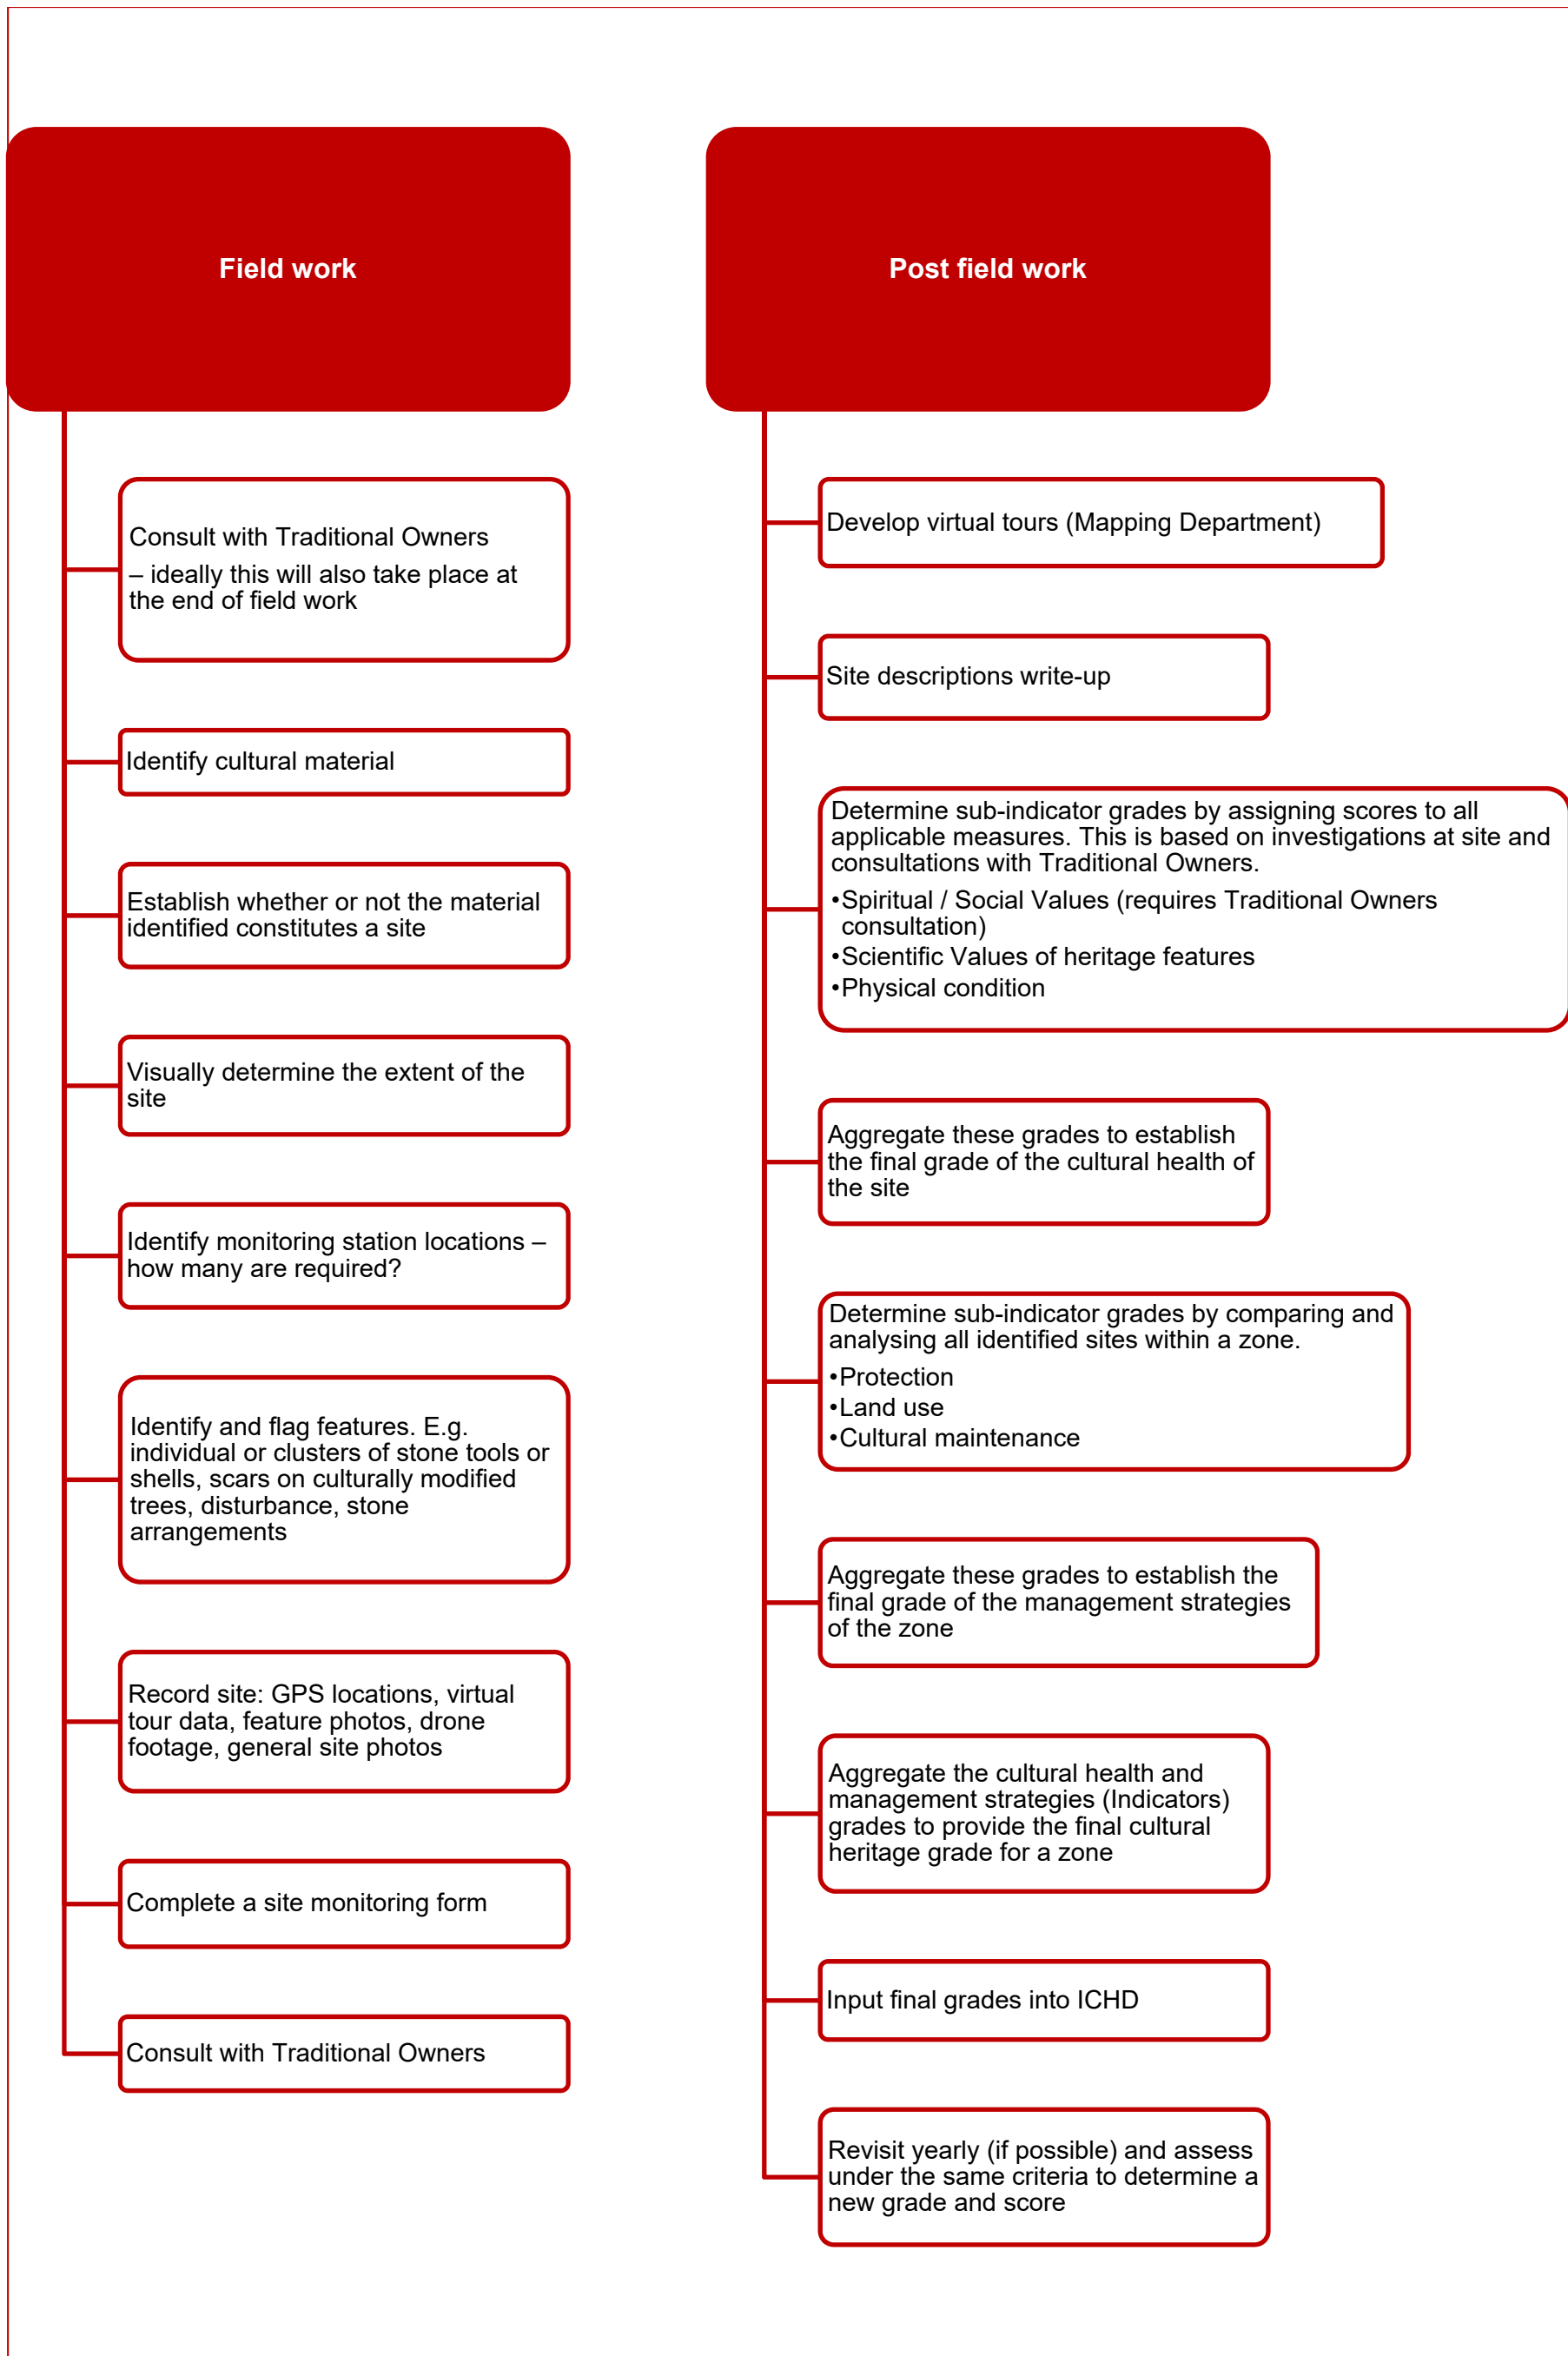 Field work
Consult with Traditional Owners
– ideally this will also take place at
the end of field work
Identify cultural material
Establish whether or not the material
identified constitutes a site
Visually determine the extent of the
site
Identify monitoring station locations –
how many are required?
Identify and flag features. E.g.
individual or clusters of stone tools or
shells, scars on culturally modified
trees, disturbance, stone
arrangements
Record site: GPS locations, virtual
tour data, feature photos, drone
footage, general site photos
Complete a site monitoring form
Consult with Traditional Owners
Post field work
Develop virtual tours (Mapping Department)
Site descriptions write-up
Determine sub-indicator grades by assigning scores to all
applicable measures. This is based on investigations at site and
consultations with Traditional Owners.
•Spiritual / Social Values (requires Traditional Owners
consultation)
•Scientific Values of heritage features
•Physical condition
Aggregate these grades to establish
the final grade of the cultural health of
the site
Determine sub-indicator grades by comparing and
analysing all identified sites within a zone.
•Protection
•Land use
•Cultural maintenance
Aggregate these grades to establish the
final grade of the management strategies
of the zone
Aggregate the cultural health and
management strategies (Indicators)
grades to provide the final cultural
heritage grade for a zone
Input final grades into ICHD
Revisit yearly (if possible) and assess
under the same criteria to determine a
new grade and score